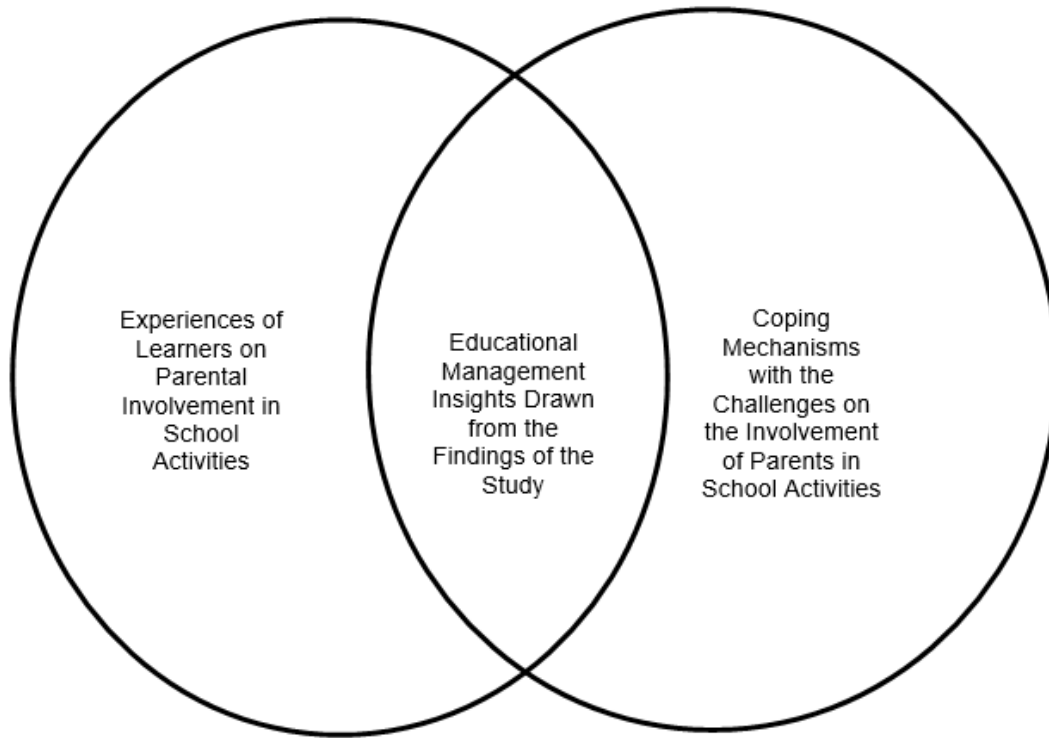 Experiences of
Learners on
Parental
Involvement in
School
Activities
Educational
Management
Insights Drawn
from the
Findings of the
Study
Coping
Mechanisms
with the
Challenges on
the Involvement
of Parents in
School Activities